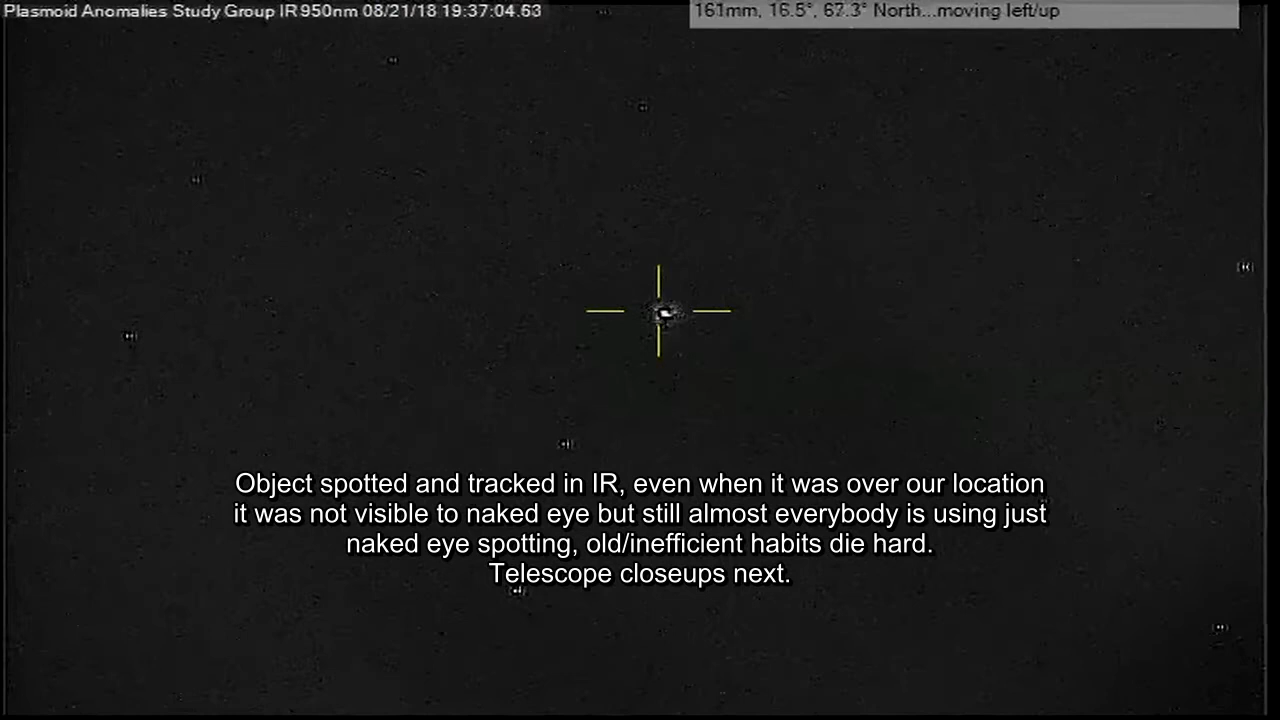 Plasmoid Anomalies Study Group IR 950nm 08/21/18 19:37:04.63
161mm, 16.5°, 67.3° North...moving left/up
Object spotted and tracked in IR, even when it was over our location
it was not visible to naked eye but still almost everybody is using just
naked eye spotting, old/inefficient habits die hard.
Telescope closeups next.